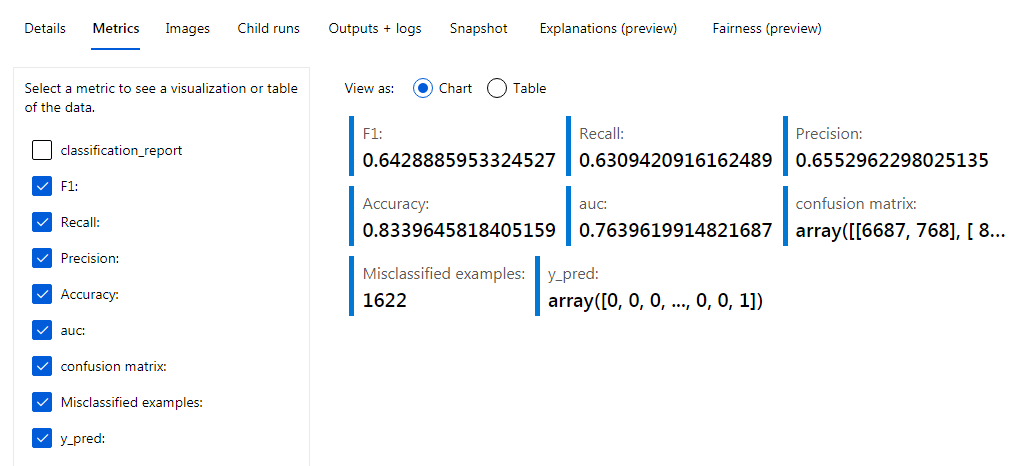 Details Metrics Images Child runs Outputs + logs Snapshot Explanations (preview) Fairness (preview)
Select a metric to see a visualization or table
of the data.
classification_report
F1:
Recall:
Precision:
Accuracy:
auc:
confusion matrix:
Misclassified examples:
y_pred:
View as: Chart Table
F1: Recall: Precision:
0.6428885953324527 0.6309420916162489 0.6552962298025135
Accuracy: auc: confusion matrix:
0.8339645818405159 0.7639619914821687 array([[6687, 768], [ 8...
Misclassified examples: y_pred:
1622 array([0, 0, 0, ..., 0, 0, 1])